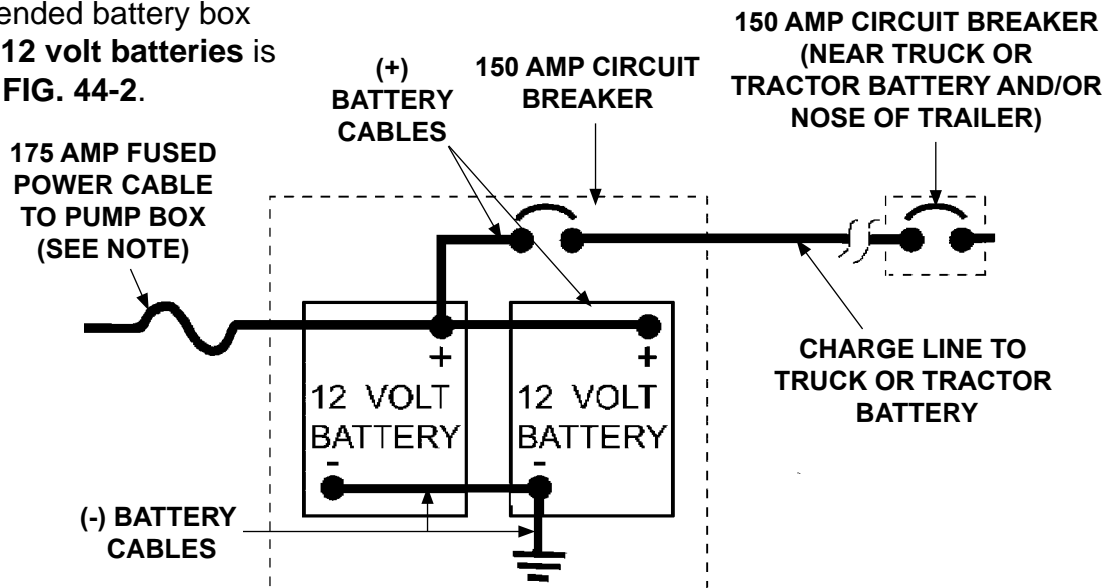 ended battery box
12 volt batteries is
FIG. 44-2.
150 AMP CIRCUIT BREAKER
(NEAR TRUCK OR
TRACTOR BATTERY AND/OR
NOSE OF TRAILER)
(+)
BATTERY
CABLES
150 AMP CIRCUIT
BREAKER
175 AMP FUSED
POWER CABLE
TO PUMP BOX
(SEE NOTE)
+
12 VOLT
BATTERY
-
+
12 VOLT
BATTERY
-
CHARGE LINE TO
TRUCK OR TRACTOR
BATTERY
(-) BATTERY
CABLES